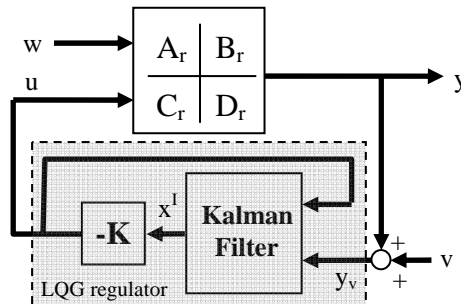 w
A_r B_r
u
C_r D_r
y
x^I
Kalman
Filter
-K
+
v
+
y_v
LQG regulator